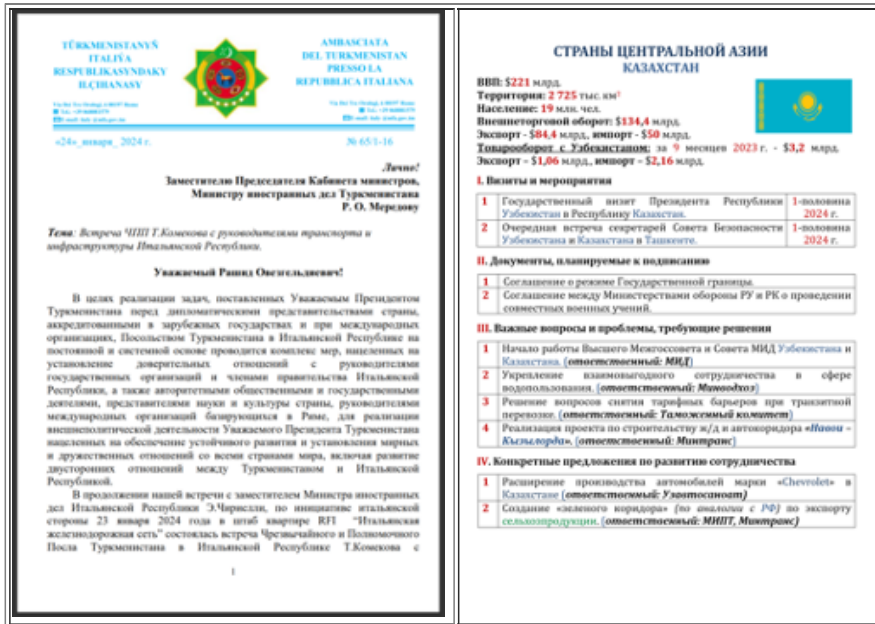 TÜRKMENISTANYŇ
ITALIÝA
RESPUBLIKASYNDAKY
ILÇIHANASY
AMBASCIATA
DEL TURKMENISTAN
PRESSO LA
REPUBBLICA ITALIANA
«24»_января_ 2024 г.
№ 65/1-16
Лично!
Заместителю Председателя Кабинета министров,
Министру иностранных дел Туркменистана
Р. О. Мередову
Тема: Встреча ЧПП Т.Комекова с руководителями транспорта и
инфраструктуры Итальянской Республики.
Уважаемый Рашид Овезгельдиевич!
В целях реализации задач, поставленных Уважаемым Президентом
Туркменистана перед дипломатическими представительствами страны,
аккредитованными в зарубежных государствах и при международных
организациях, Посольством Туркменистана в Итальянской Республике на
постоянной и системной основе проводится комплекс мер, нацеленных на
установление доверительных отношений с руководителями
государственных организаций и членами правительства Итальянской
Республики, а также авторитетными общественными и государственными
деятелями, представителями науки и культуры страны, руководителями
международных организаций базирующихся в Риме, для реализации
внешнеполитической деятельности Уважаемого Президента Туркменистана
нацеленных на обеспечение устойчивого развития и установления мирных
и дружественных отношений со всеми странами мира, включая развитие
двусторонних отношений между Туркменистаном и Итальянской
Республикой.
В продолжении нашей встречи с заместителем Министра иностранных
дел Итальянской Республики Э.Чириелли, по инициативе итальянской
стороны 23 января 2024 года в штаб квартире RFI "Итальянская
железнодорожная сеть" состоялась встреча Чрезвычайного и Полномочного
Посла Туркменистана в Итальянской Республике Т.Комекова с
1
СТРАНЫ ЦЕНТРАЛЬНОЙ АЗИИ
КАЗАХСТАН
ВВП: $221 млрд.
Территория: 2 725 тыс. км²
Население: 19 млн. чел.
Внешнеторговой оборот: $134,4 млрд.
Экспорт - $84,4 млрд., импорт - $50 млрд.
Товарооборот с Узбекистаном: за 9 месяцев 2023 г. - $3,2 млрд.
Экспорт – $1,06 млрд., импорт – $2,16 млрд.
I. Визиты и мероприятия
1 Государственный визит Президента Республики 1-половина
Узбекистан в Республику Казахстан. 2024 г.
2 Очередная встреча секретарей Совета Безопасности 1-половина
Узбекистана и Казахстана в Ташкенте. 2024 г.
II. Документы, планируемые к подписанию
1 Соглашение о режиме Государственной границы.
2 Соглашение между Министерствами обороны РУ и РК о проведении
совместных военных учений.
III. Важные вопросы и проблемы, требующие решения
1 Начало работы Высшего Межгоссовета и Совета МИД Узбекистана и
Казахстана. (ответственный: МИД)
2 Укрепление взаимовыгодного сотрудничества в сфере
водопользования. (ответственный: Минводхоз)
3 Решение вопросов снятия тарифных барьеров при транзитной
перевозке. (ответственный: Таможенный комитет)
4 Реализация проекта по строительству ж/д и автокоридора «Навои –
Кызылорда». (ответственный: Минтранс)
IV. Конкретные предложения по развитию сотрудничества
1 Расширение производства автомобилей марки «Chevrolet» в
Казахстане (ответственный: Узавтосаноат)
2 Создание «зеленого коридора» (по аналогии с РФ) по экспорту
сельхозпродукции. (ответственный: МИПТ, Минтранс)